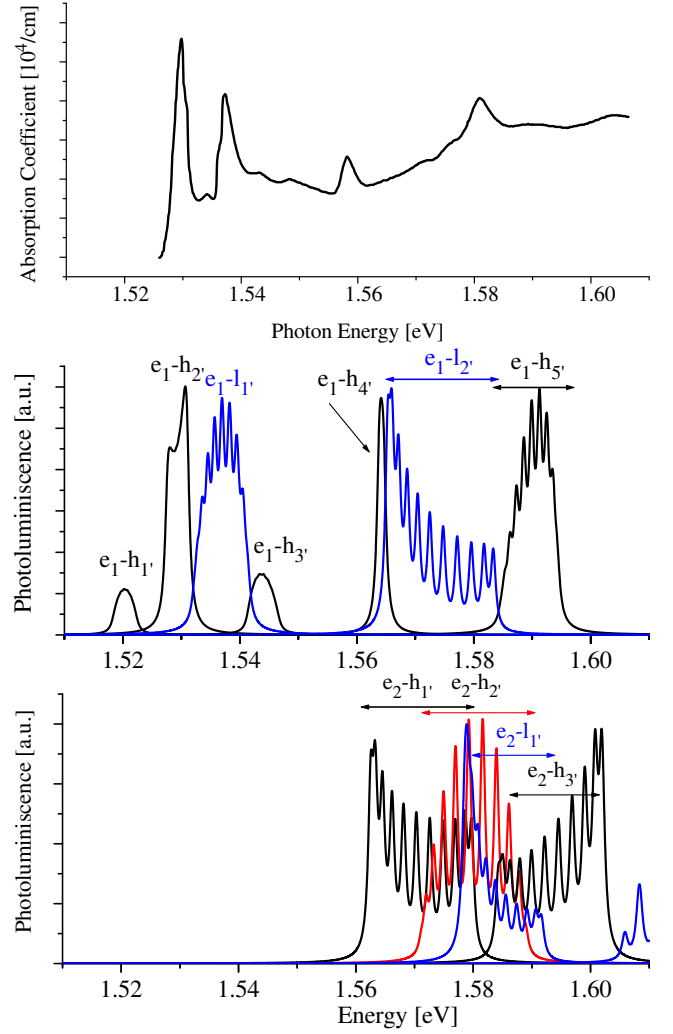 Absorption Coefficient [10⁴/cm]
1.52 1.54 1.56 1.58 1.60
Photon Energy [eV]
Photoluminiscence [a.u.]
e₁-h₁'
e₁-h₂'
e₁-l₁'
e₁-h₃'
e₁-h₄'
e₁-l₂'
e₁-h₅'
1.52 1.54 1.56 1.58 1.60
Photoluminiscence [a.u.]
e₂-h₁'
e₂-h₂'
e₂-l₁'
e₂-h₃'
1.52 1.54 1.56 1.58 1.60
Energy [eV]